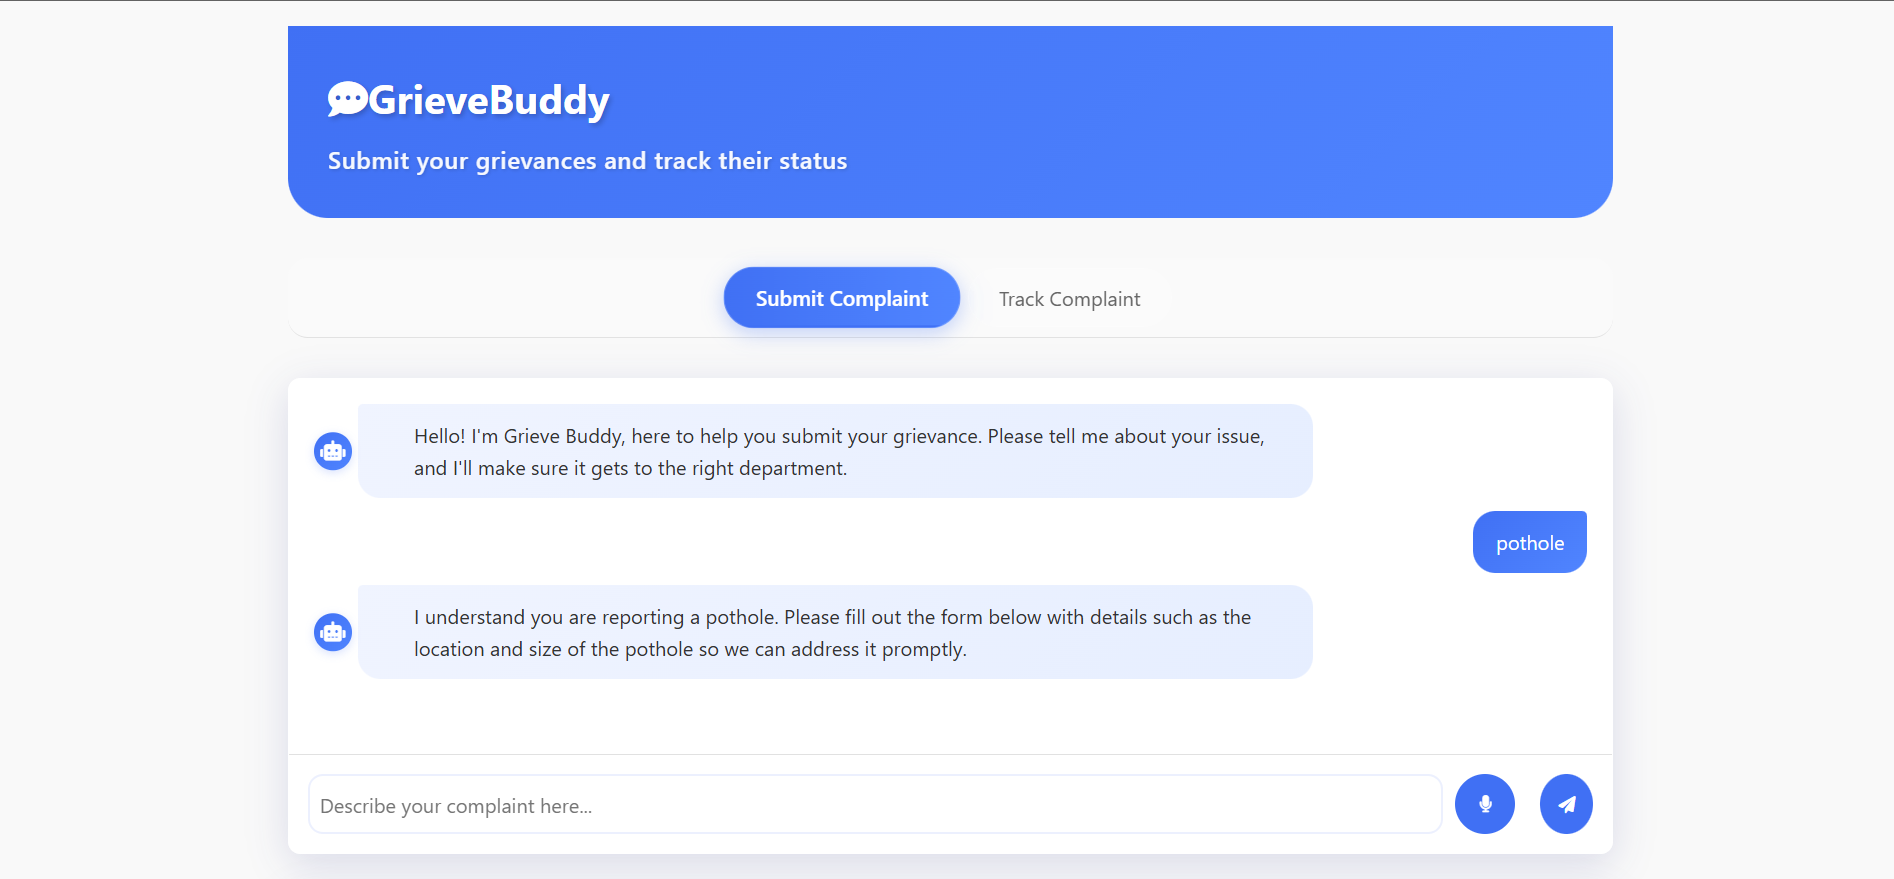 GrieveBuddy
Submit your grievances and track their status
Submit Complaint
Track Complaint
Hello! I'm Grieve Buddy, here to help you submit your grievance. Please tell me about your issue,
and I'll make sure it gets to the right department.
pothole
I understand you are reporting a pothole. Please fill out the form below with details such as the
location and size of the pothole so we can address it promptly.
Describe your complaint here...